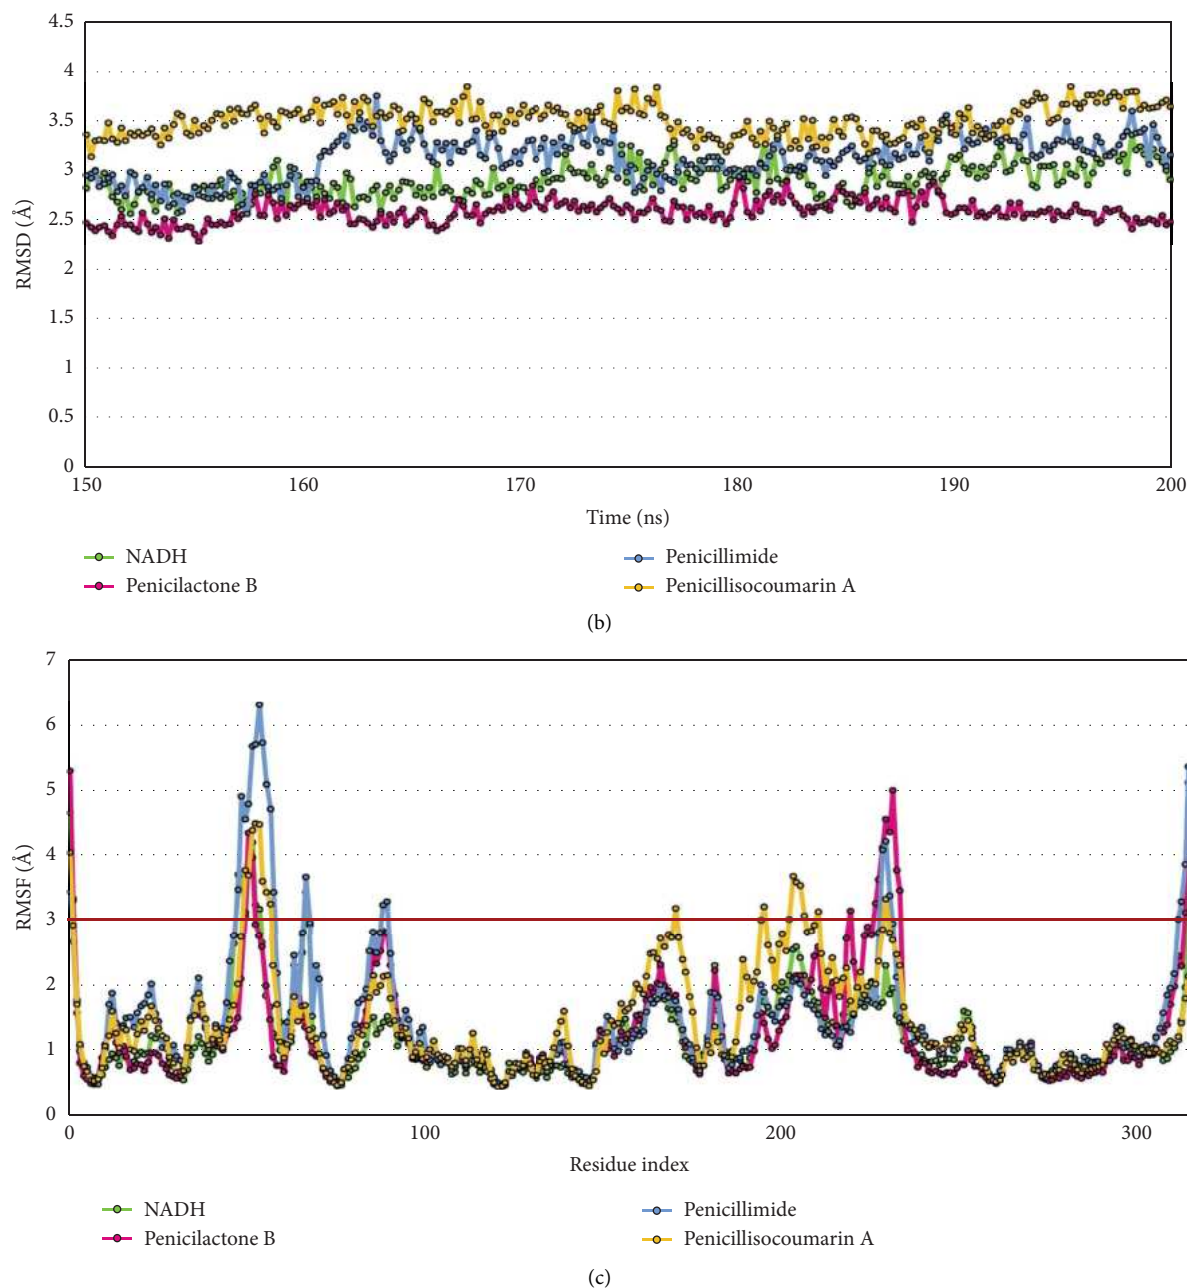 4.5
4
3.5
3
2.5
2
1.5
1
0.5
0
RMSD (Å)
150 160 170 180 190 200
Time (ns)
NADH Penicillimide
Penicilactone B Penicillisocoumarin A
(b)
7
6
5
4
3
2
1
0
RMSF (Å)
0 100 200 300
Residue index
NADH Penicillimide
Penicilactone B Penicillisocoumarin A
(c)